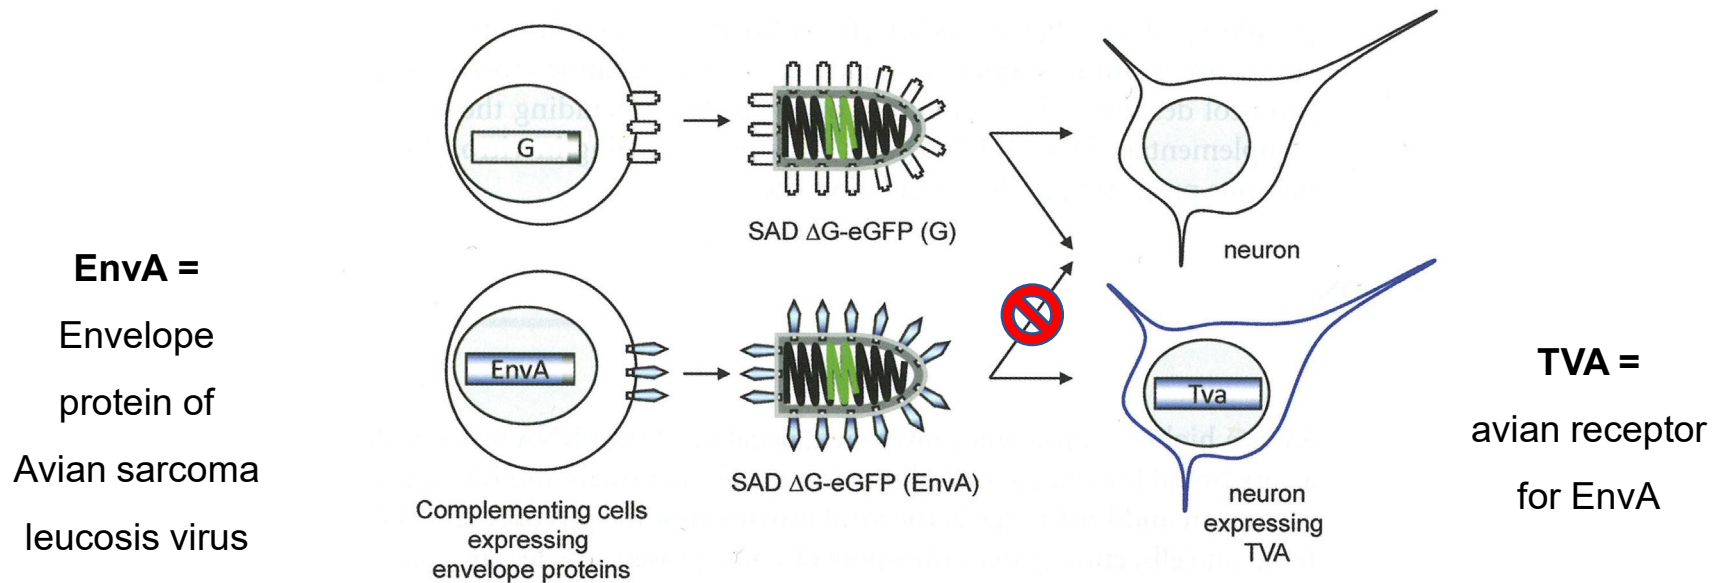 G
SAD ΔG-eGFP (G)
neuron
EnvA =
Envelope
protein of
Avian sarcoma
leucosis virus
EnvA
Complementing cells
expressing
envelope proteins
SAD ΔG-eGFP (EnvA)
Tva
neuron
expressing
TVA
TVA =
avian receptor
for EnvA